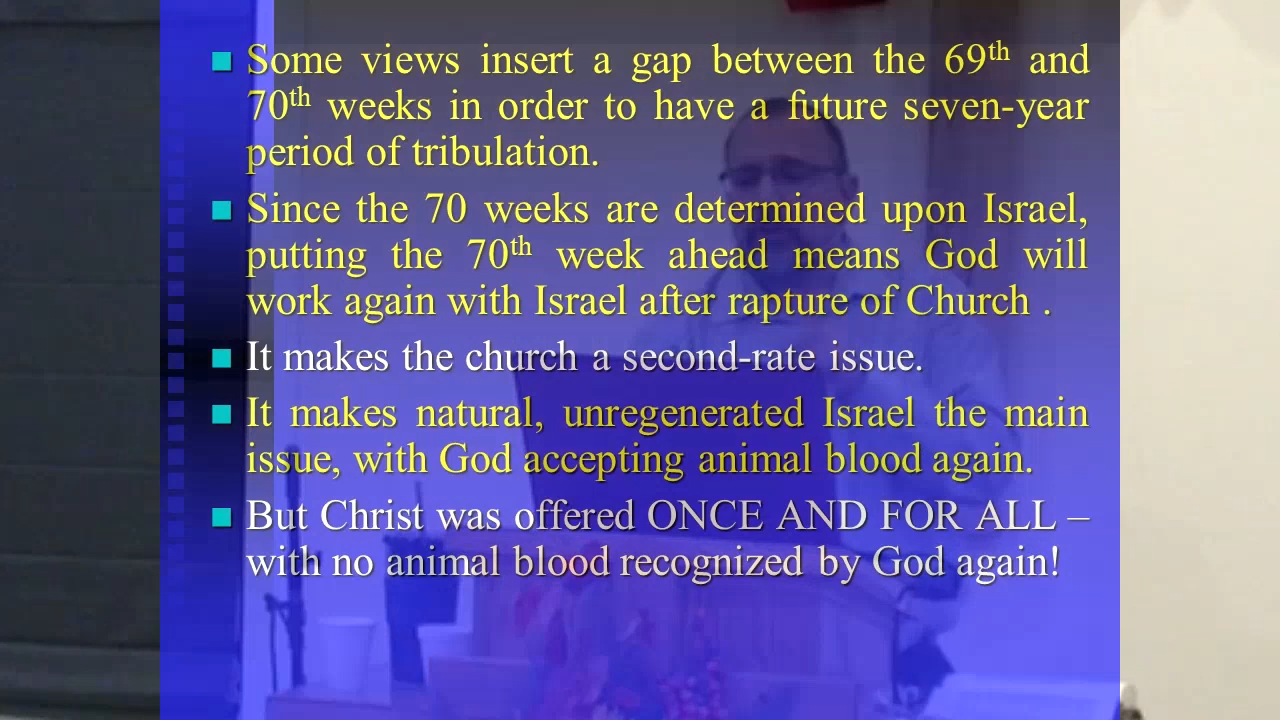 Some views insert a gap between the 69th and
70th weeks in order to have a future seven-year
period of tribulation.
Since the 70 weeks are determined upon Israel,
putting the 70th week ahead means God will
work again with Israel after rapture of Church .
It makes the church a second-rate issue.
It makes natural, unregenerated Israel the main
issue, with God accepting animal blood again.
But Christ was offered ONCE AND FOR ALL –
with no animal blood recognized by God again!